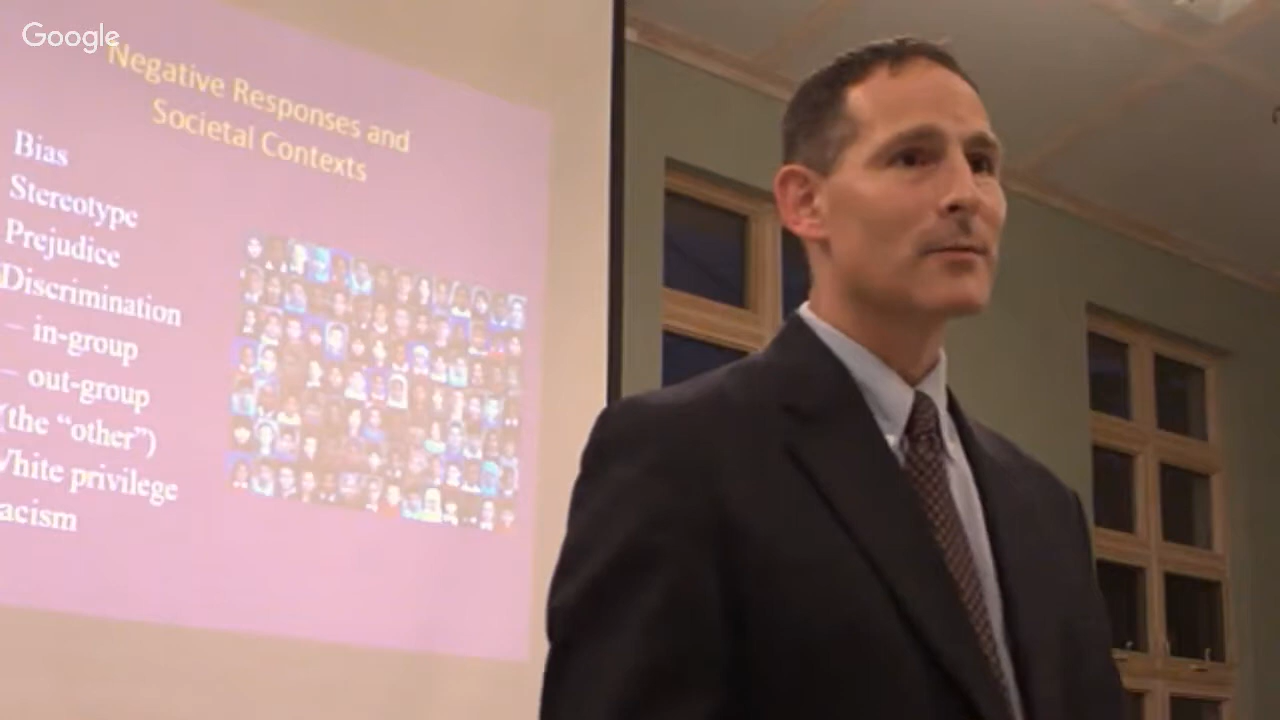 Google
Negative Responses and
Societal Contexts
Bias
Stereotype
Prejudice
Discrimination
– in-group
– out-group
(the “other”)
White privilege
acism